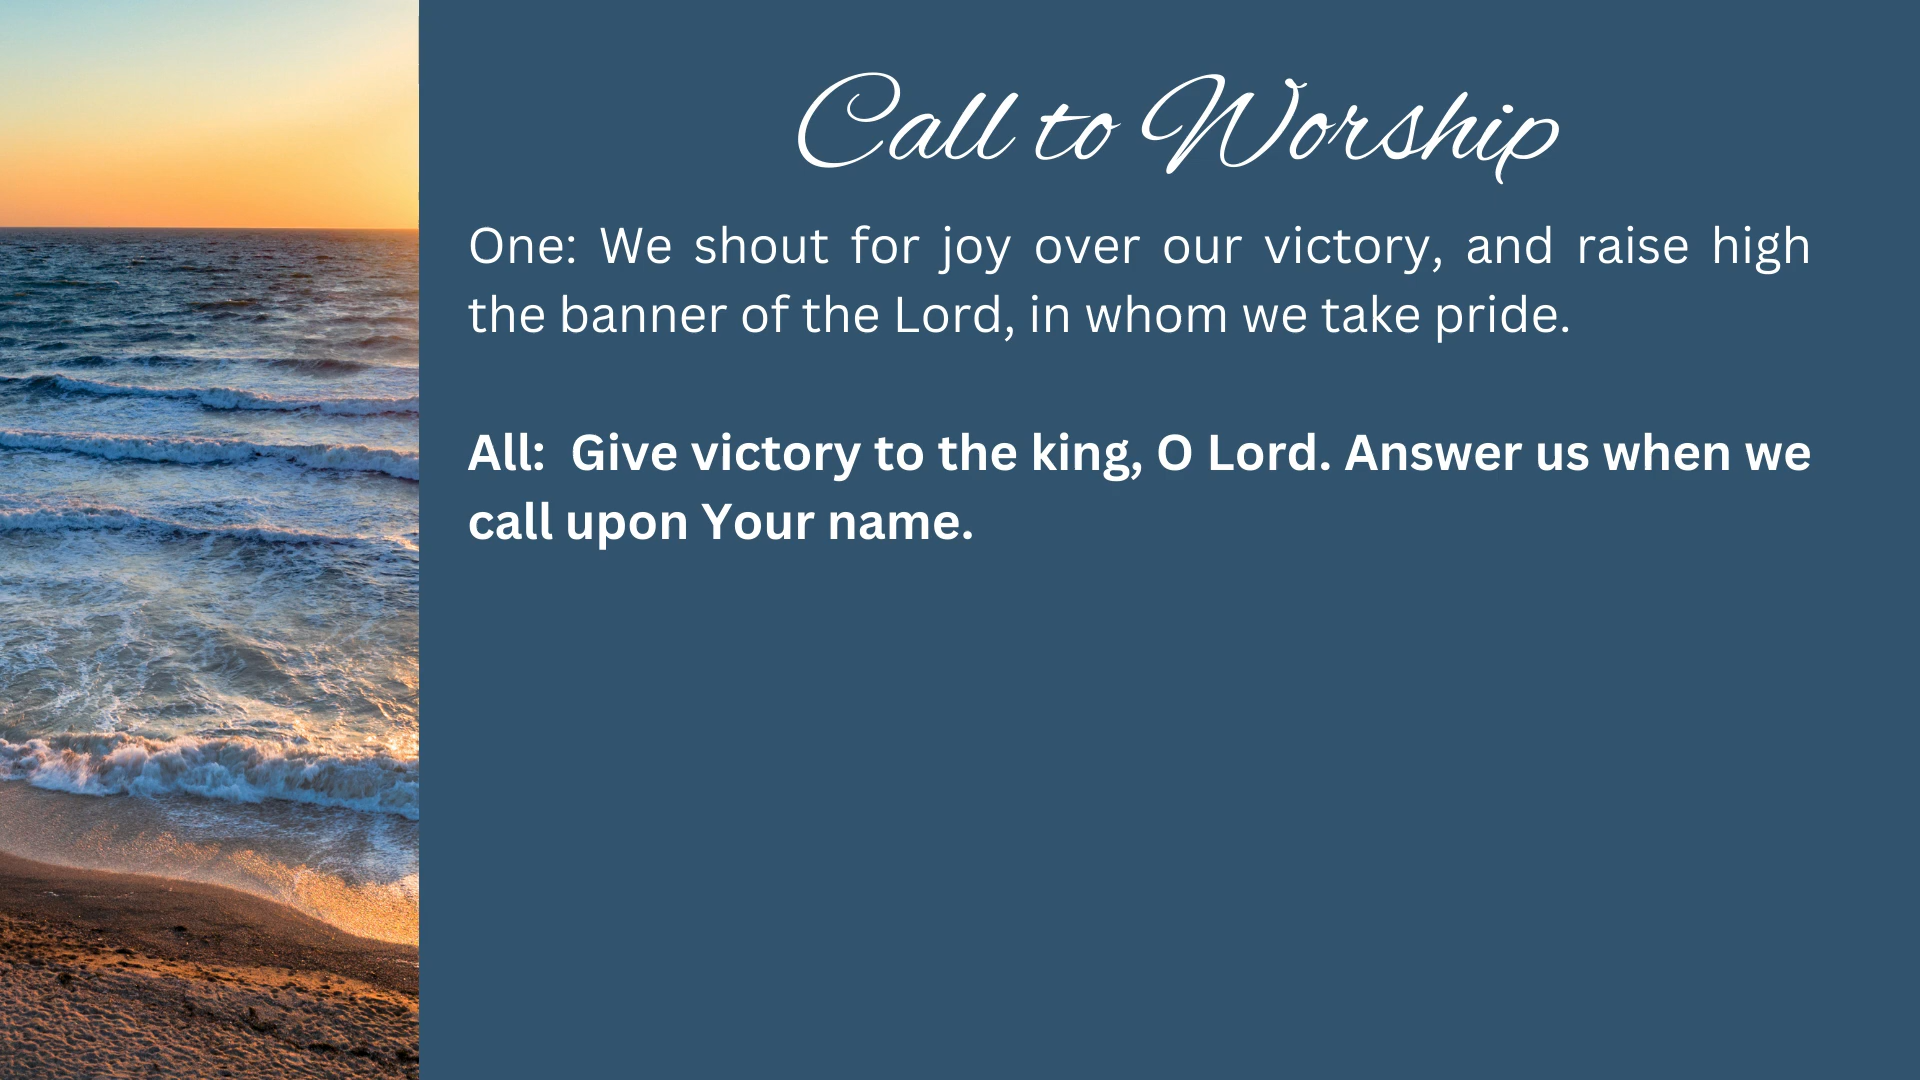 Call to Worship
One: We shout for joy over our victory, and raise high
the banner of the Lord, in whom we take pride.
All:  Give victory to the king, O Lord. Answer us when we
call upon Your name.